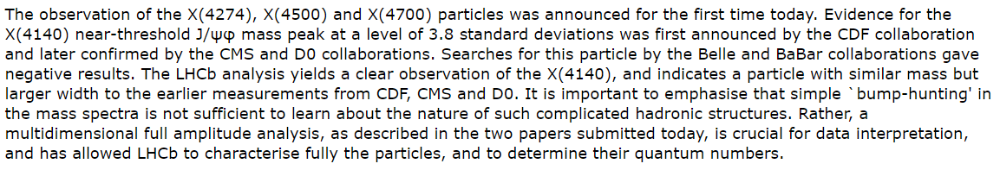 The observation of the X(4274), X(4500) and X(4700) particles was announced for the first time today. Evidence for the
X(4140) near-threshold J/ψφ mass peak at a level of 3.8 standard deviations was first announced by the CDF collaboration
and later confirmed by the CMS and D0 collaborations. Searches for this particle by the Belle and BaBar collaborations gave
negative results. The LHCb analysis yields a clear observation of the X(4140), and indicates a particle with similar mass but
larger width to the earlier measurements from CDF, CMS and D0. It is important to emphasise that simple `bump-hunting' in
the mass spectra is not sufficient to learn about the nature of such complicated hadronic structures. Rather, a
multidimensional full amplitude analysis, as described in the two papers submitted today, is crucial for data interpretation,
and has allowed LHCb to characterise fully the particles, and to determine their quantum numbers.